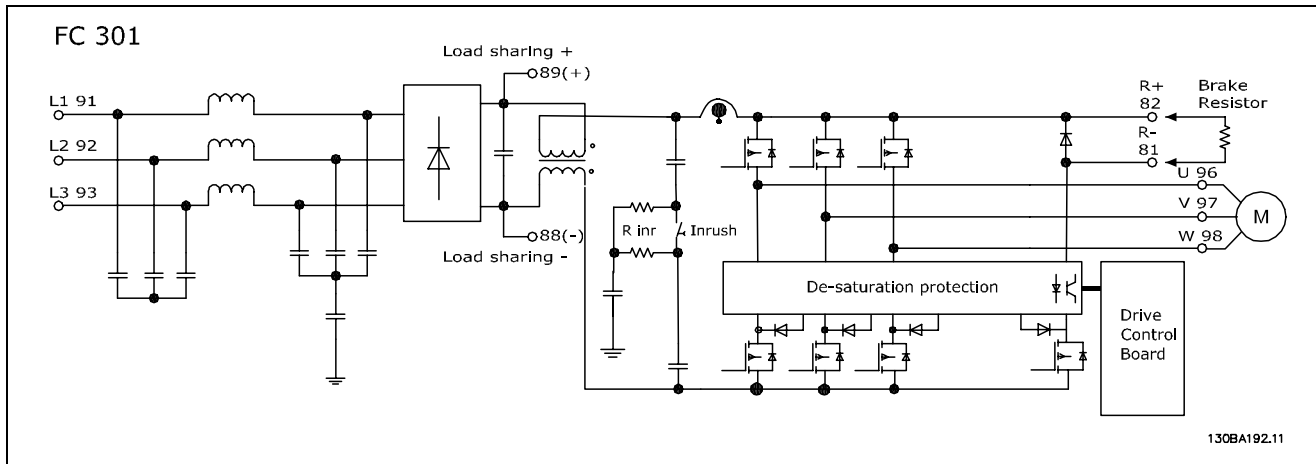 FC 301
Load sharing +
89(+)
L1 91
L2 92
L3 93
88(-)
Load sharing -
R inr
Inrush
R+
82
Brake
Resistor
R-
81
U 96
V 97
W 98
M
De-saturation protection
Drive
Control
Board
130BA192.11